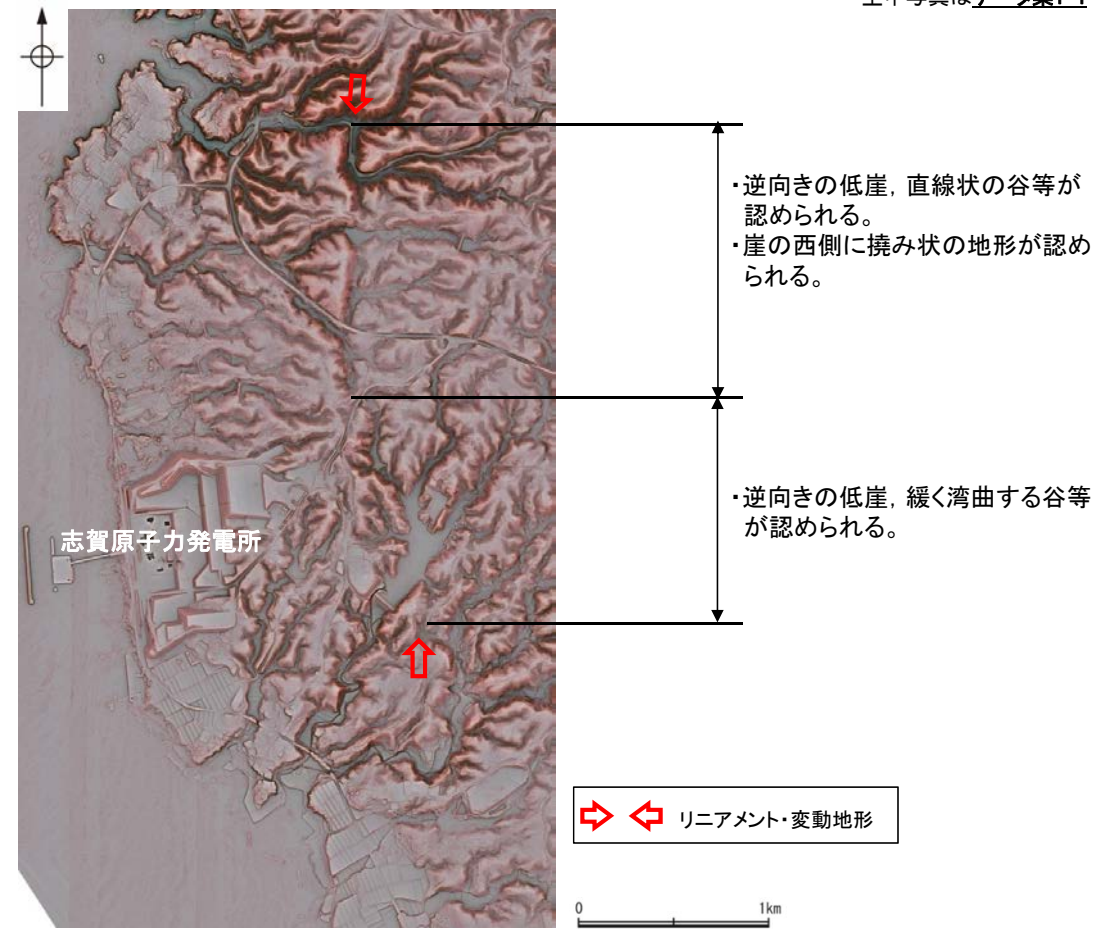 ・逆向きの低崖，直線状の谷等が
認められる。
・崖の西側に撓み状の地形が認め
られる。
・逆向きの低崖，緩く湾曲する谷等
が認められる。
志賀原子力発電所
リニアメント・変動地形
0 1km